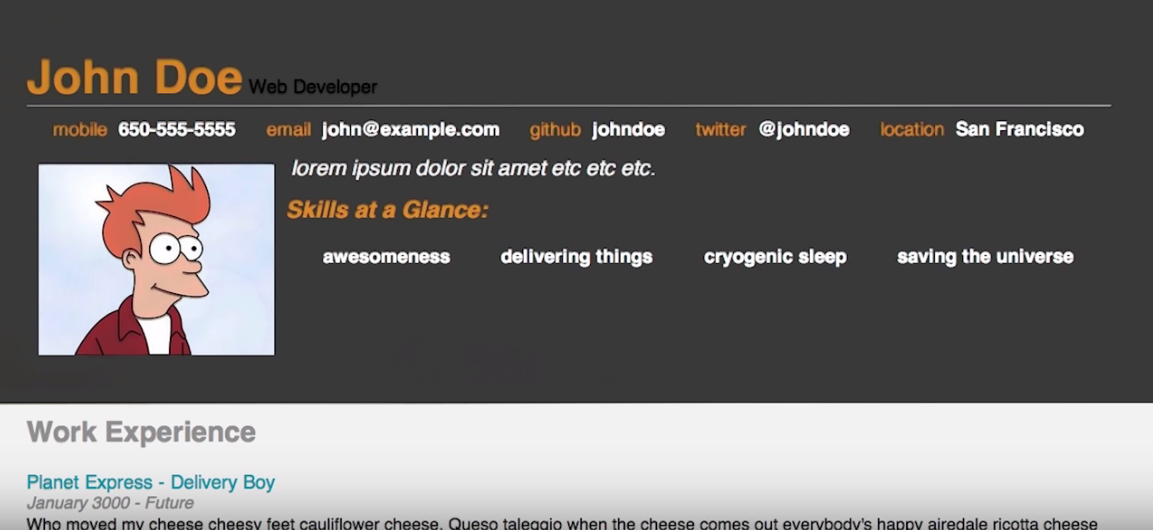 John Doe Web Developer
mobile 650-555-5555 email john@example.com github johndoe twitter @johndoe location San Francisco
lorem ipsum dolor sit amet etc etc etc.
Skills at a Glance:
awesomeness delivering things cryogenic sleep saving the universe
Work Experience
Planet Express - Delivery Boy
January 3000 - Future
Who moved my cheese cheesy feet cauliflower cheese. Queso taleggio when the cheese comes out everybody's happy airedale ricotta cheese